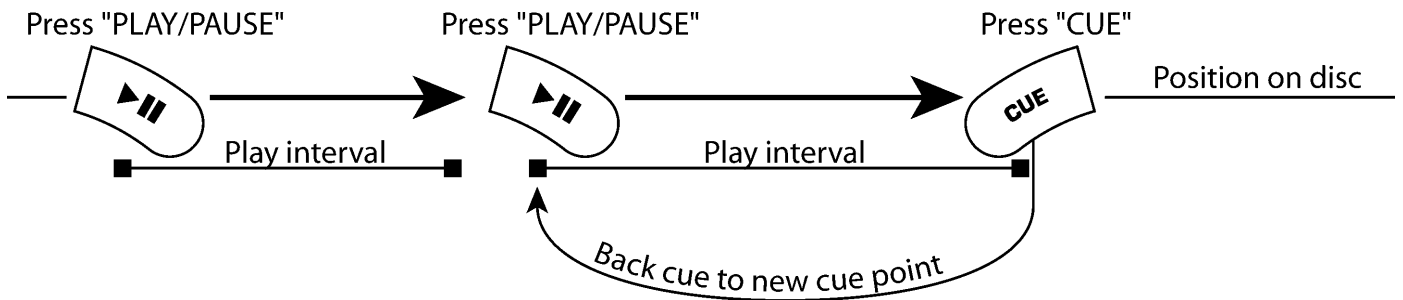 Press "PLAY/PAUSE"
Press "PLAY/PAUSE"
Press "CUE"
CUE
Position on disc
Play interval
Play interval
Back cue to new cue point